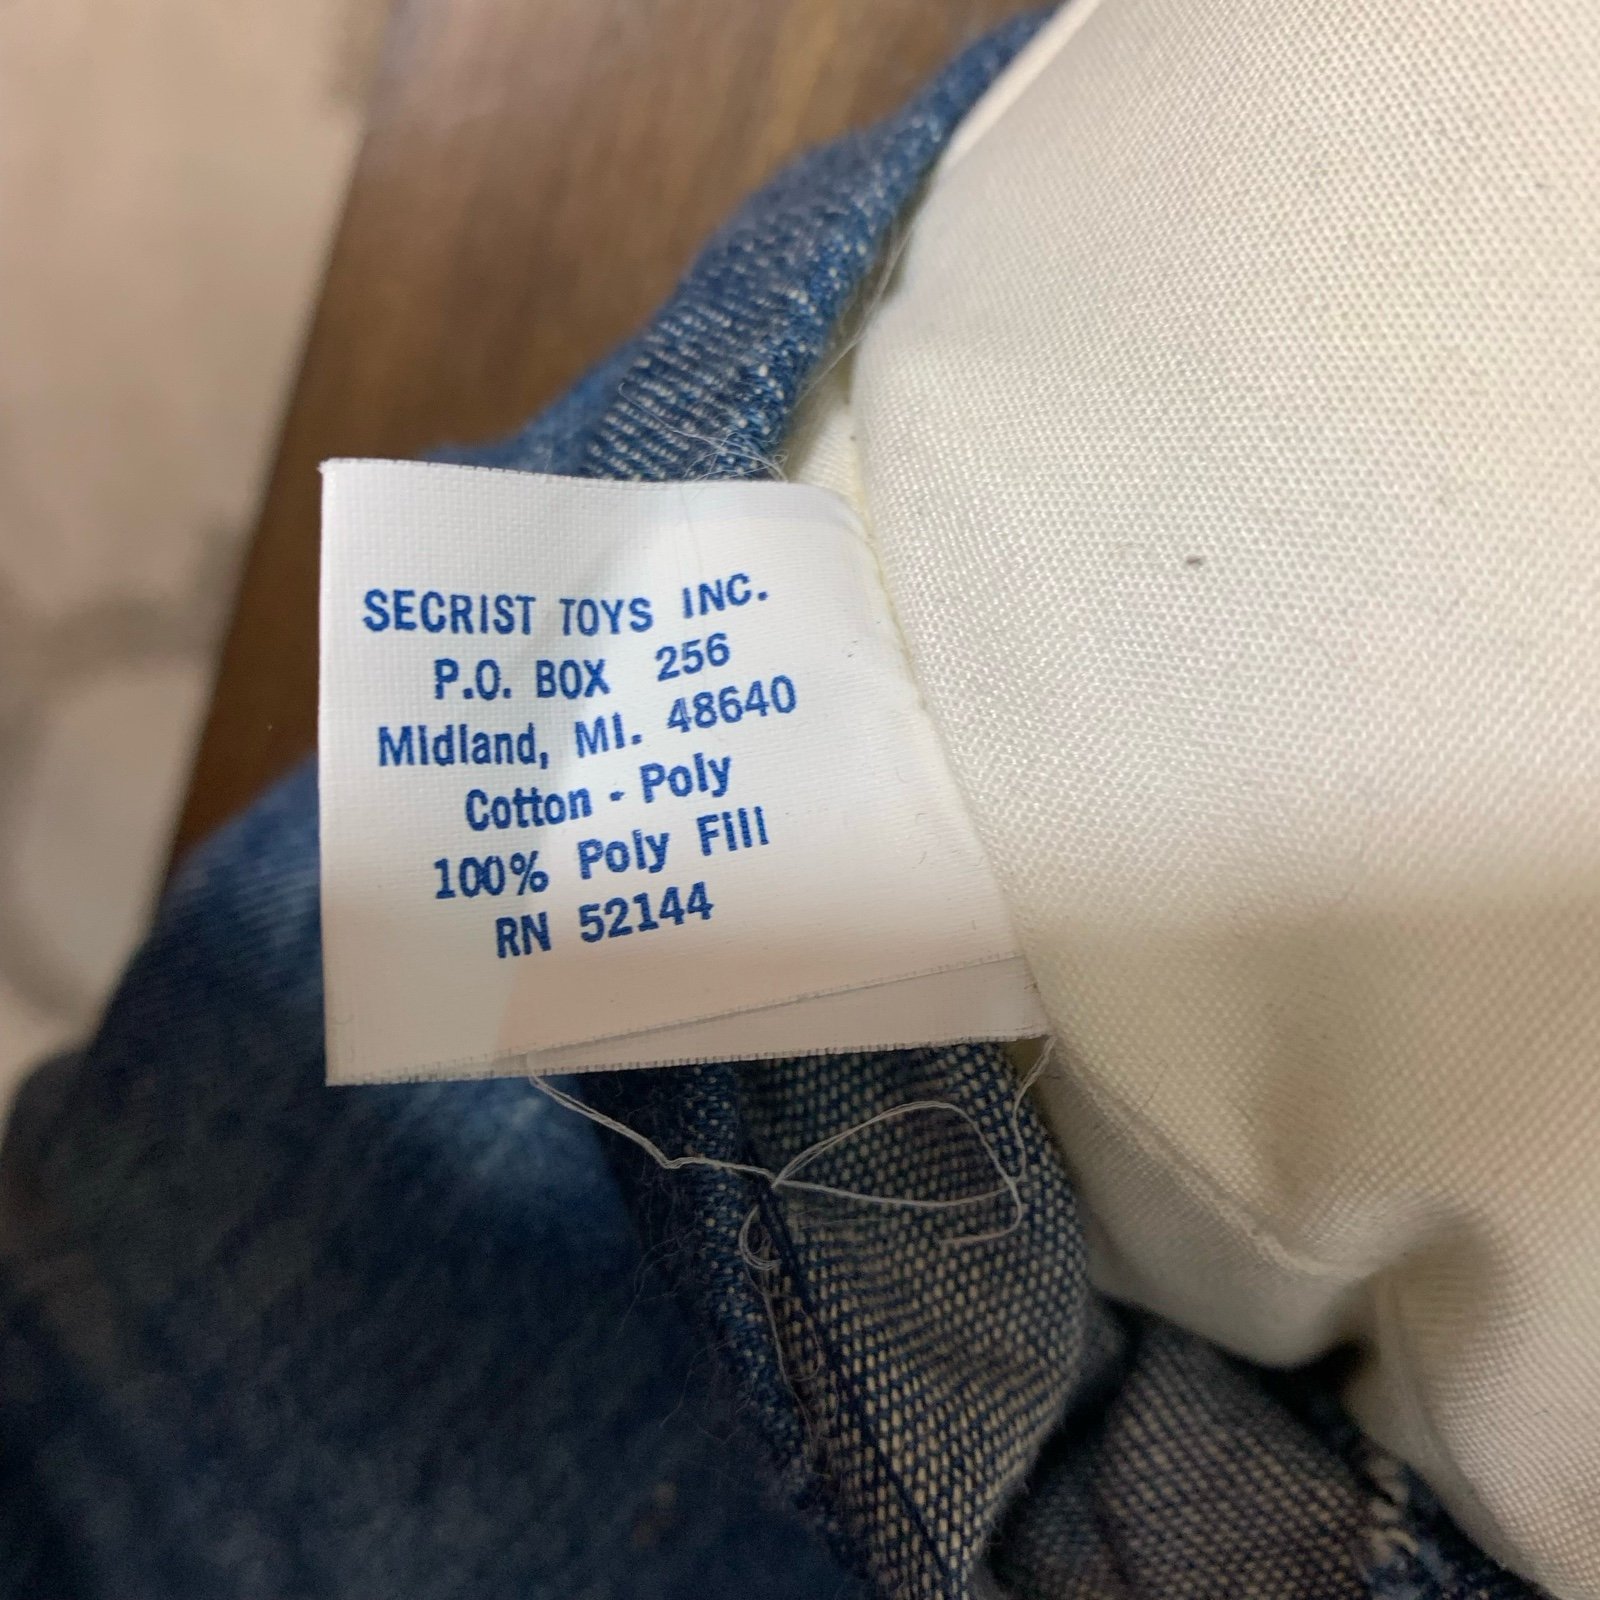 SECRIST TOYS INC.
P.O. BOX 256
Midland, MI. 48640
Cotton - Poly
100% Poly Fill
RN 52144